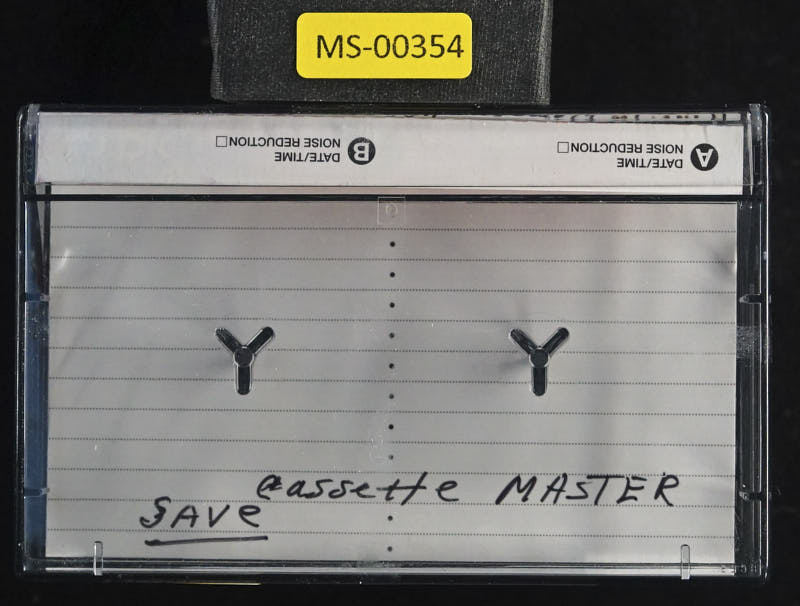 MS-00354
A DATE/TIME
NOISE REDUCTION
B DATE/TIME
NOISE REDUCTION
Cassette MASTER
SAVe